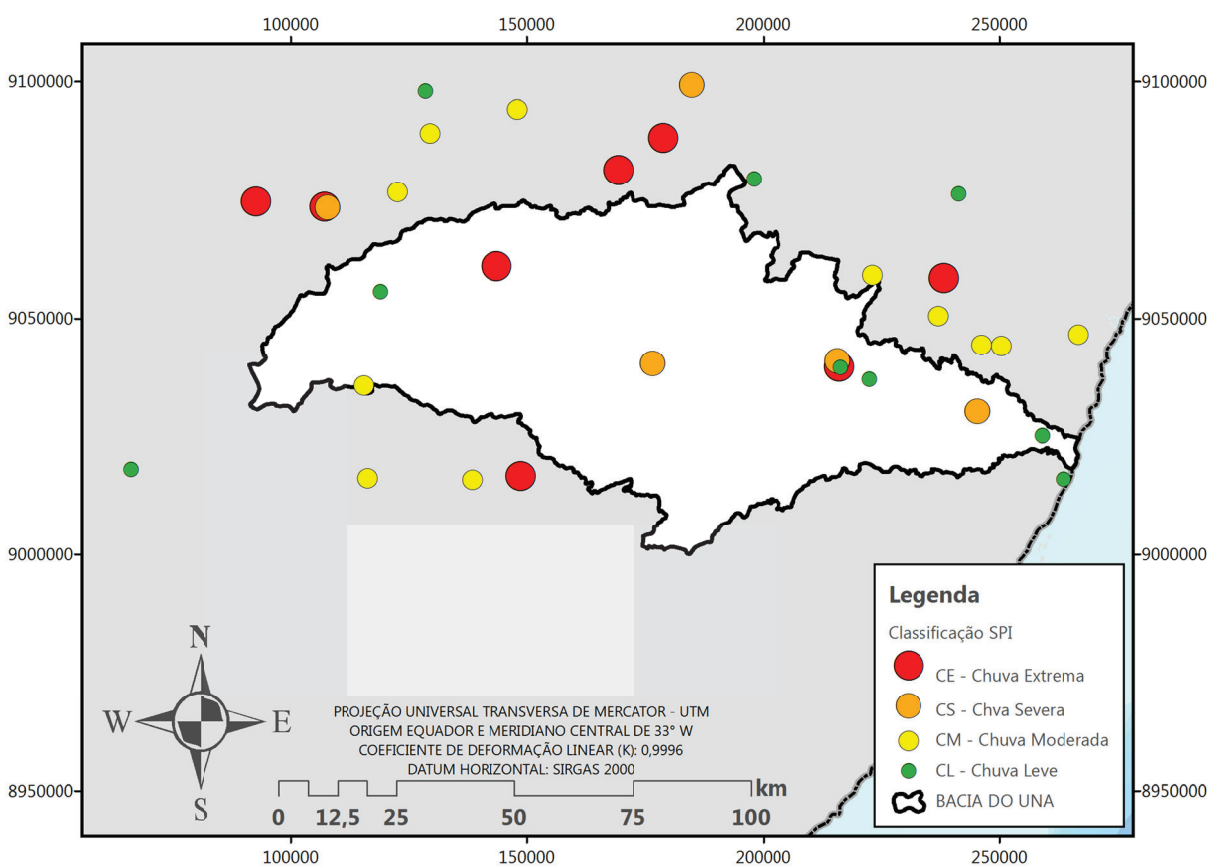 100000 150000 200000 250000
9100000 9100000
9050000 9050000
9000000 9000000
8950000 8950000
Legenda
Classificação SPI
CE - Chuva Extrema
CS - Chva Severa
CM - Chuva Moderada
CL - Chuva Leve
BACIA DO UNA
N
W E
S
PROJEÇÃO UNIVERSAL TRANSVERSA DE MERCATOR - UTM
ORIGEM EQUADOR E MERIDIANO CENTRAL DE 33° W
COEFICIENTE DE DEFORMAÇÃO LINEAR (K): 0,9996
DATUM HORIZONTAL: SIRGAS 2000
km
0 12,5 25 50 75 100
100000 150000 200000 250000